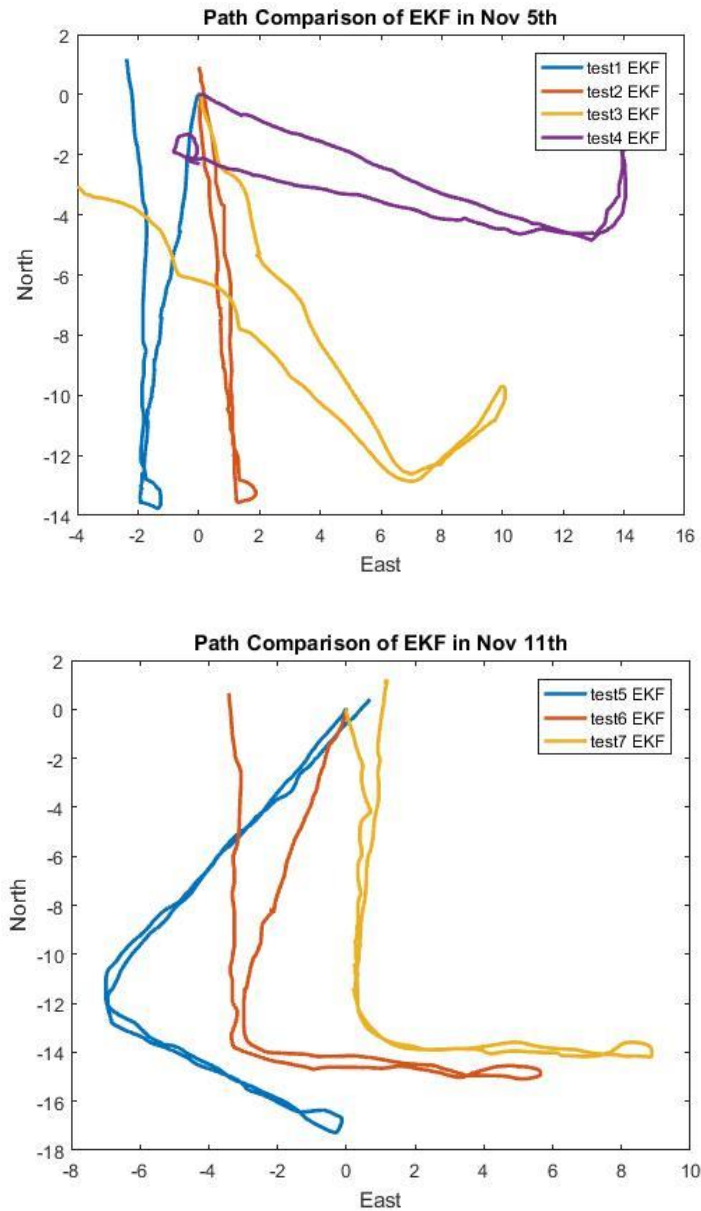 Path Comparison of EKF in Nov 5th
2
0
-2
-4
-6
-8
-10
-12
-14
North
test1 EKF
test2 EKF
test3 EKF
test4 EKF
-4 -2 0 2 4 6 8 10 12 14 16
East
Path Comparison of EKF in Nov 11th
2
0
-2
-4
-6
-8
-10
-12
-14
-16
-18
North
test5 EKF
test6 EKF
test7 EKF
-8 -6 -4 -2 0 2 4 6 8 10
East